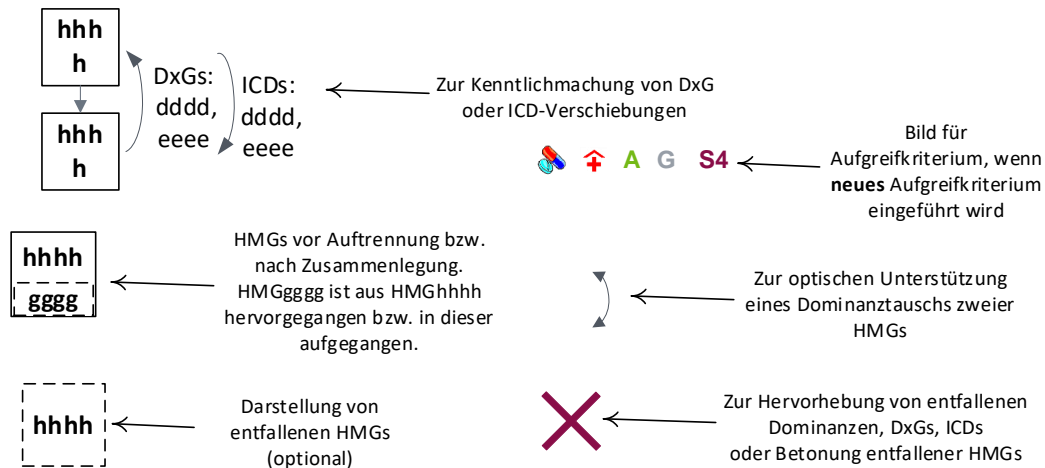 hhh
h
hhh
h
DxGs:
dddd,
eeee
ICDs:
dddd,
eeee
Zur Kenntlichmachung von DxG
oder ICD-Verschiebungen
A G S4
Bild für
Aufgreifkriterium, wenn
neues Aufgreifkriterium
eingeführt wird
hhhh
gggg
HMGs vor Auftrennung bzw.
nach Zusammenlegung.
HMGgggg ist aus HMGhhhh
hervorgegangen bzw. in dieser
aufgegangen.
Zur optischen Unterstützung
eines Dominanztauschs zweier
HMGs
hhhh
Darstellung von
entfallenen HMGs
(optional)
Zur Hervorhebung von entfallenen
Dominanzen, DxGs, ICDs
oder Betonung entfallener HMGs